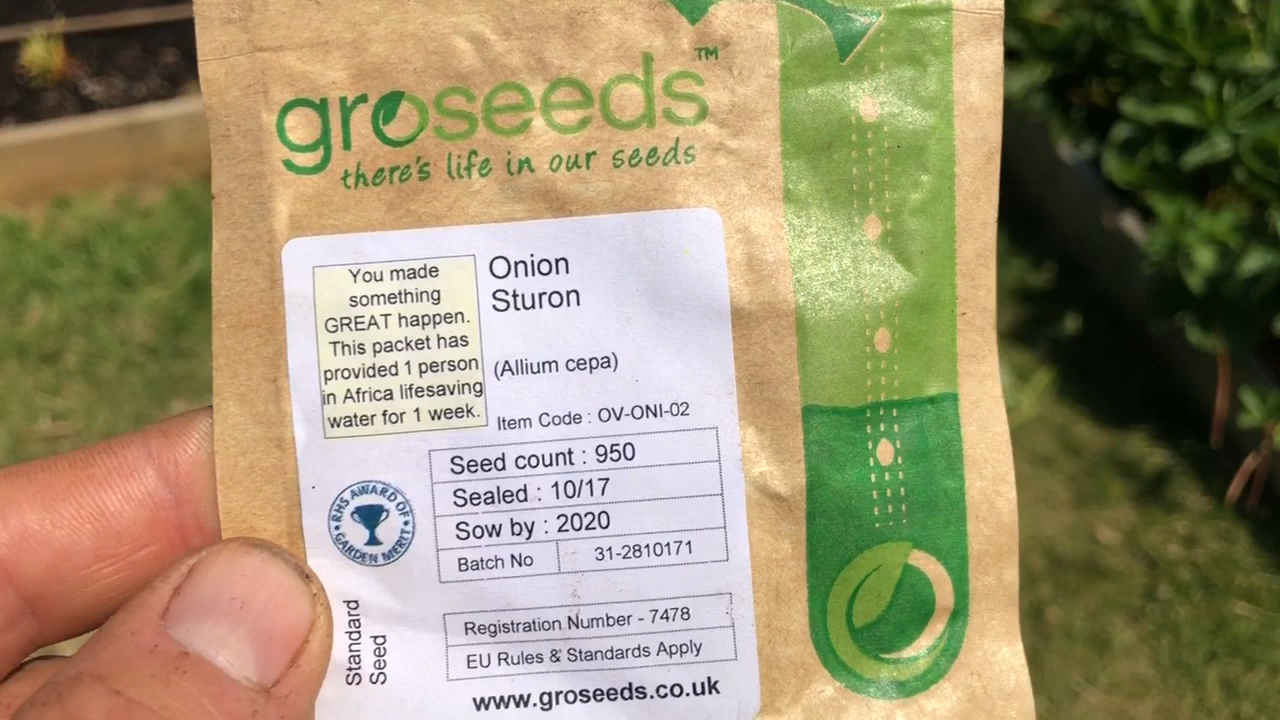 groseeds™
there's life in our seeds
You made
something
GREAT happen.
This packet has
provided 1 person
in Africa lifesaving
water for 1 week.
Onion
Sturon
(Allium cepa)
Item Code : OV-ONI-02
Seed count : 950
Sealed : 10/17
Sow by : 2020
Batch No 31-2810171
RHS AWARD OF
GARDEN MERIT
Standard
Seed
Registration Number - 7478
EU Rules & Standards Apply
www.groseeds.co.uk